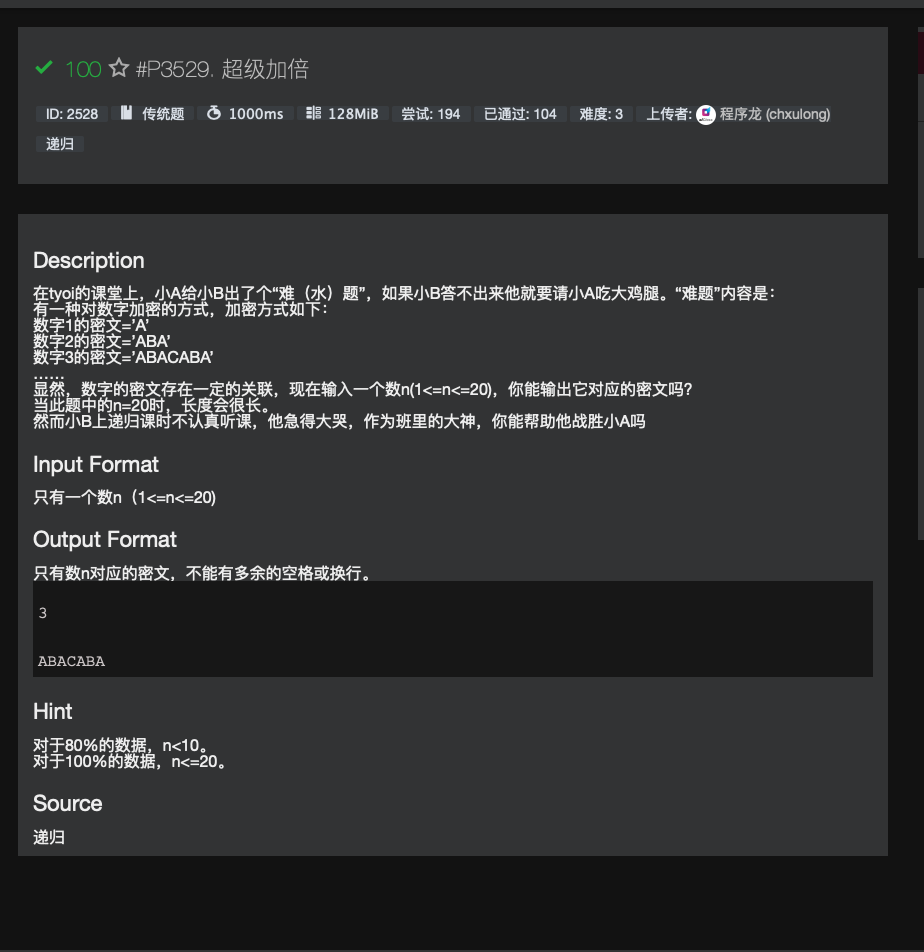 100 #P3529. 超级加倍
ID: 2528 传统题 1000ms 128MiB 尝试: 194 已通过: 104 难度: 3 上传者: 程序龙 (chxulong)
递归
Description
在tyoi的课堂上，小A给小B出了个“难（水）题”，如果小B答不出来他就要请小A吃大鸡腿。“难题”内容是：
有一种对数字加密的方式，加密方式如下：
数字1的密文=’A’
数字2的密文=’ABA’
数字3的密文=’ABACABA’
……
显然，数字的密文存在一定的关联，现在输入一个数n(1<=n<=20)，你能输出它对应的密文吗?
当此题中的n=20时，长度会很长。
然而小B上递归课时不认真听课，他急得大哭，作为班里的大神，你能帮助他战胜小A吗
Input Format
只有一个数n（1<=n<=20)
Output Format
只有数n对应的密文，不能有多余的空格或换行。
3
ABACABA
Hint
对于80%的数据，n<10。
对于100%的数据，n<=20。
Source
递归